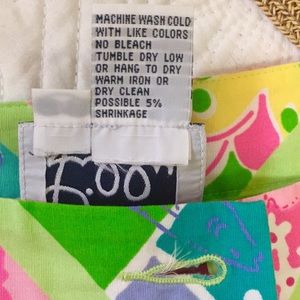 MACHINE WASH COLD
WITH LIKE COLORS
NO BLEACH
TUMBLE DRY LOW
OR HANG TO DRY
WARM IRON OR
DRY CLEAN
POSSIBLE 5%
SHRINKAGE